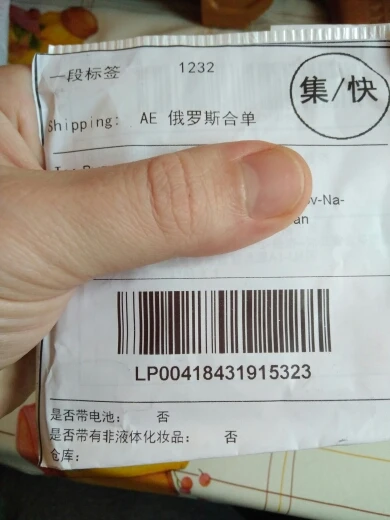 一段标签 1232
集/快
Shipping: AE 俄罗斯合单
-Na-
an
LP00418431915323
是否带电池: 否
是否带有非液体化妆品: 否
仓库: